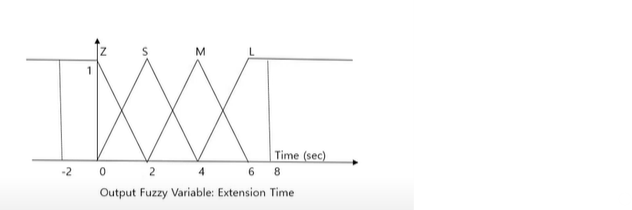 Z S M L
1
Time (sec)
-2 0 2 4 6 8
Output Fuzzy Variable: Extension Time